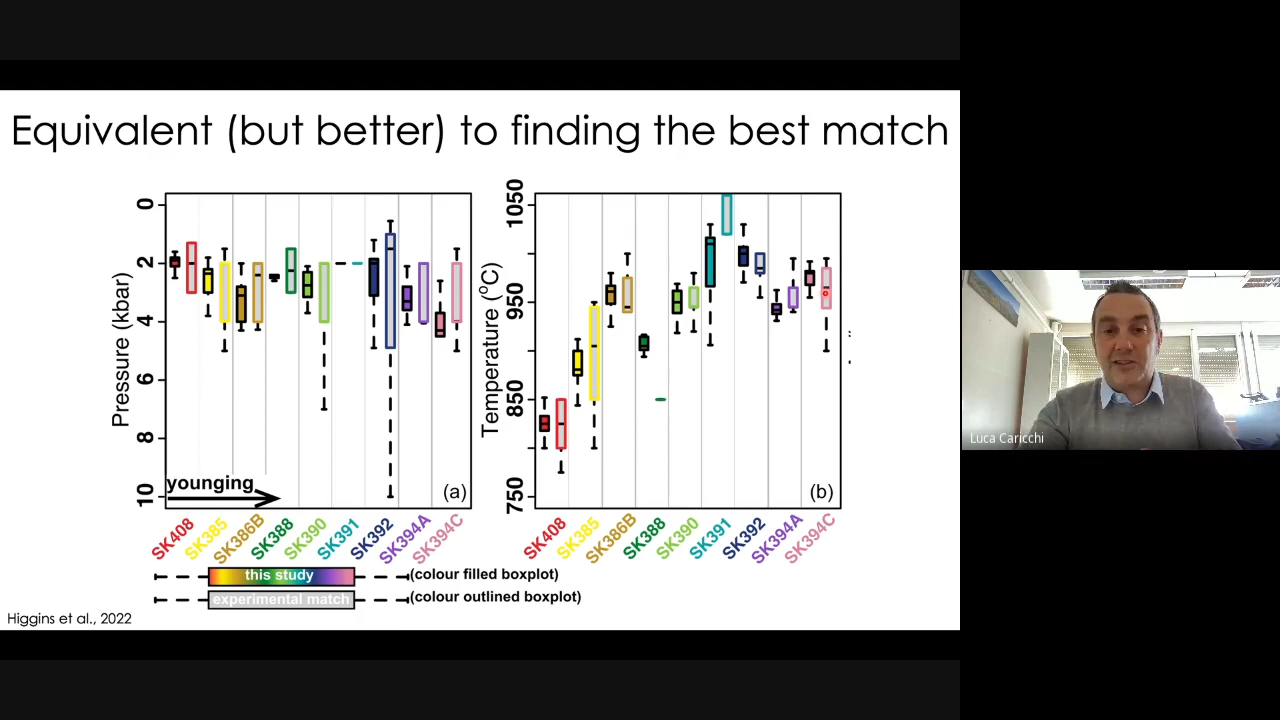 Equivalent (but better) to finding the best match
Pressure (kbar)
0
2
4
6
8
10
younging
(a)
SK408
SK385
SK386B
SK388
SK390
SK391
SK392
SK394A
SK394C
Temperature (°C)
1050
950
850
750
(b)
SK408
SK385
SK386B
SK388
SK390
SK391
SK392
SK394A
SK394C
this study
(colour filled boxplot)
experimental match
(colour outlined boxplot)
Higgins et al., 2022
Luca Caricchi